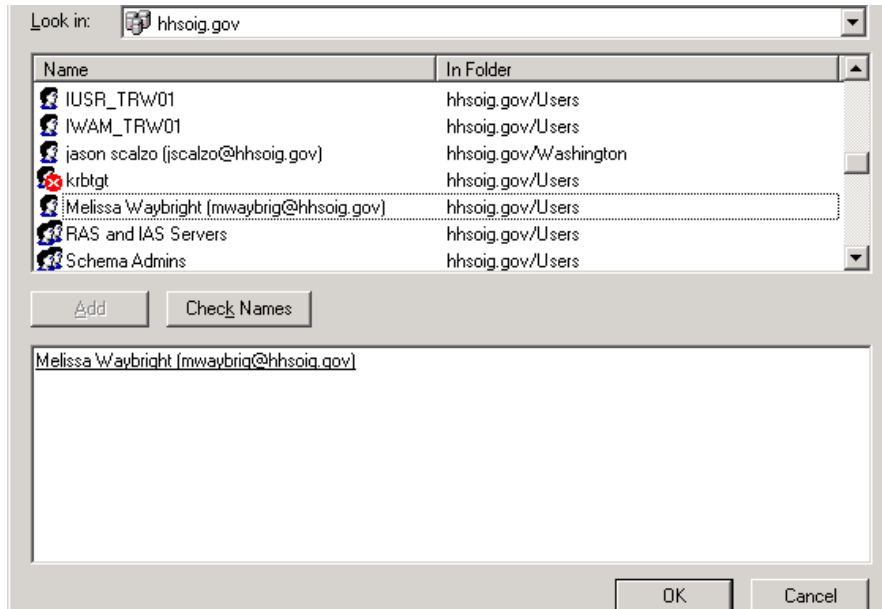 Look in: hhsoig.gov
Name In Folder
IUSR_TRW01 hhsoig.gov/Users
IWAM_TRW01 hhsoig.gov/Users
jason scalzo (jscalzo@hhsoig.gov) hhsoig.gov/Washington
krbtgt hhsoig.gov/Users
Melissa Waybright (mwaybrig@hhsoig.gov) hhsoig.gov/Users
RAS and IAS Servers hhsoig.gov/Users
Schema Admins hhsoig.gov/Users
Add Check Names
Melissa Waybright (mwaybrig@hhsoig.gov)
OK Cancel